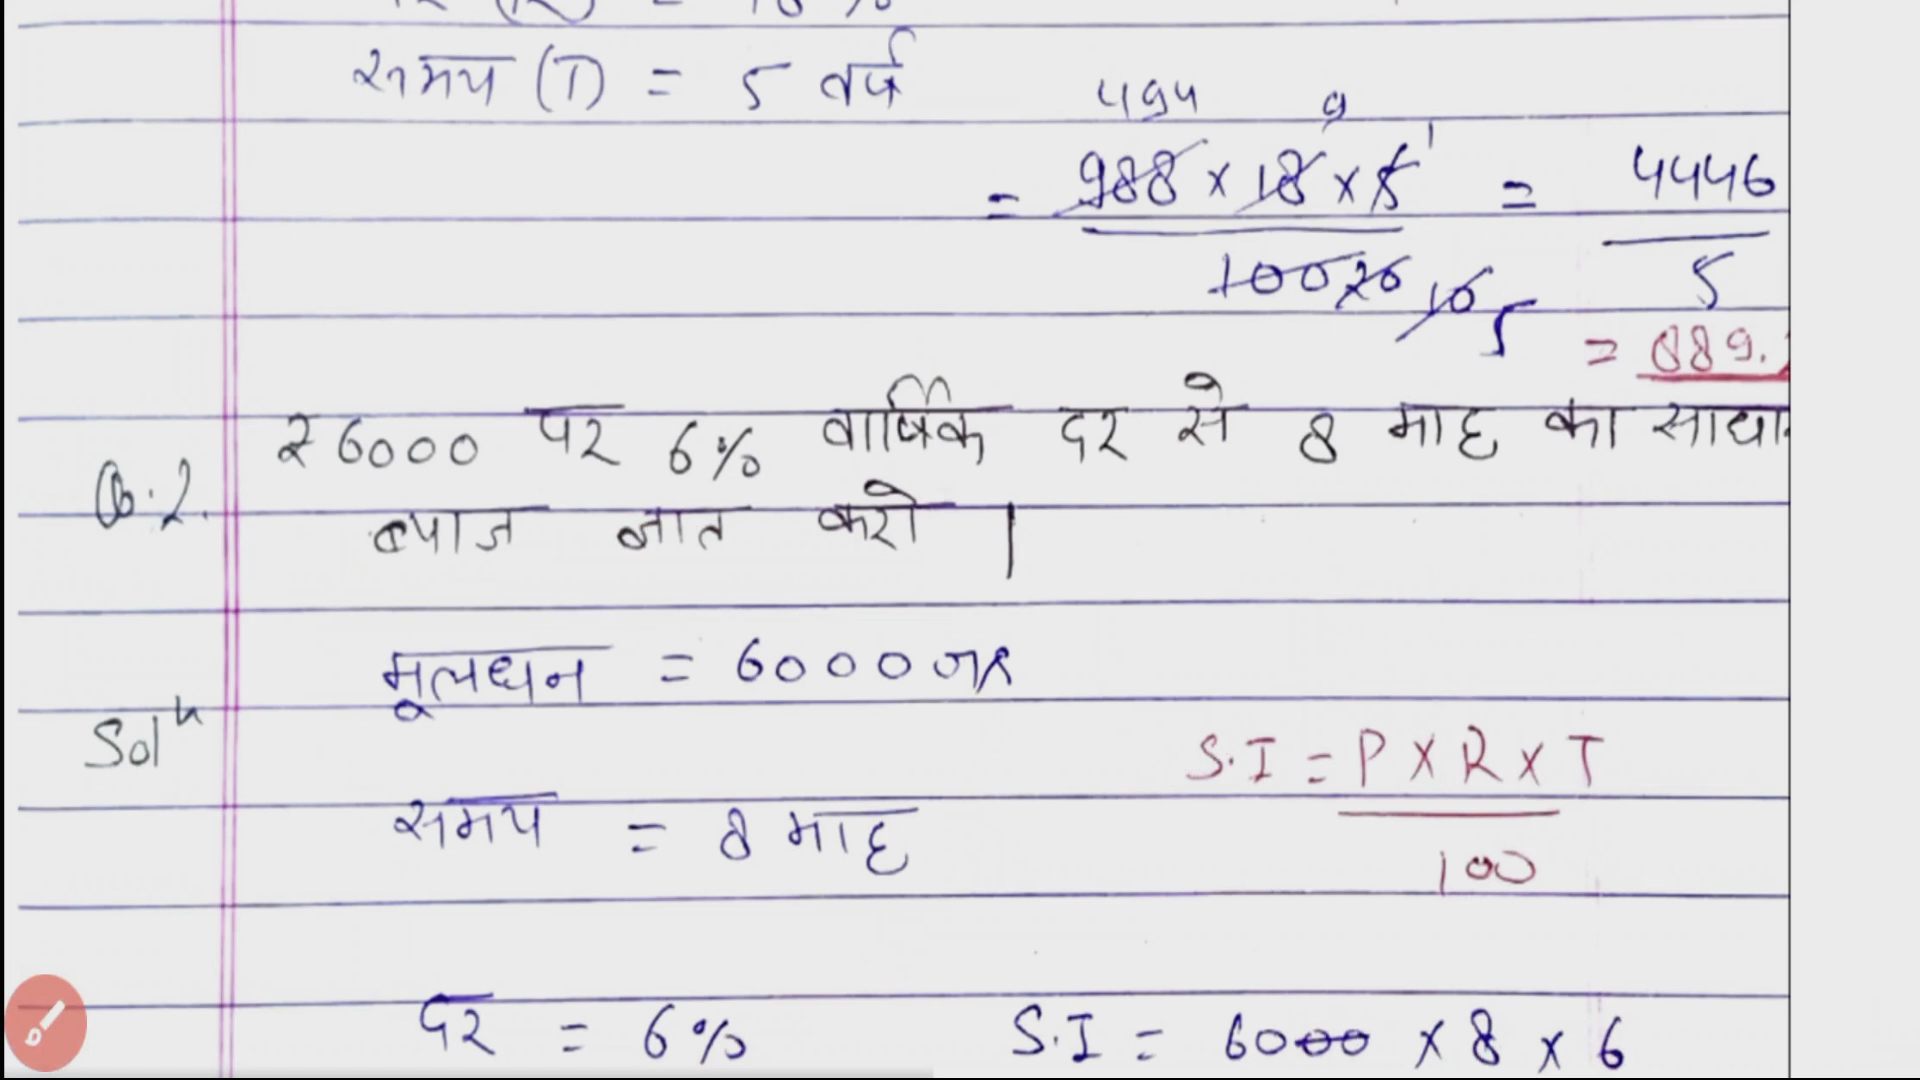 समय (T) = 5 वर्ष
494 9
= 988 × 18 × 5 1 = 4446
100 20 10 5 5
= 889.
Q.2. ₹ 6000 पर 6% वार्षिक दर से 8 माह का साधा
ब्याज ज्ञात करो |
Solⁿ मूलधन = 6000
S.I = P × R × T
100
समय = 8 माह
दर = 6% S.I = 6000 × 8 × 6